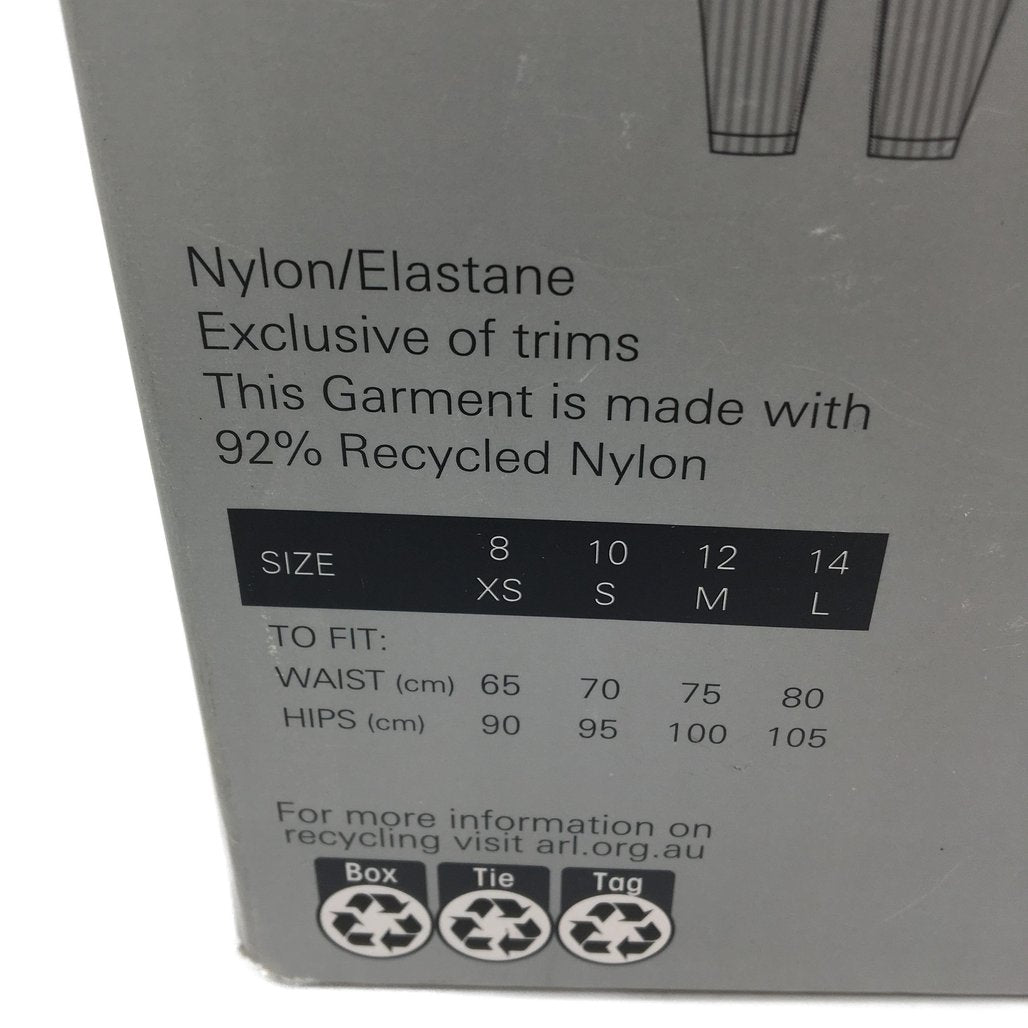 Nylon/Elastane
Exclusive of trims
This Garment is made with
92% Recycled Nylon
SIZE 8 10 12 14
XS S M L
TO FIT:
WAIST (cm) 65 70 75 80
HIPS (cm) 90 95 100 105
For more information on
recycling visit arl.org.au
Box Tie Tag